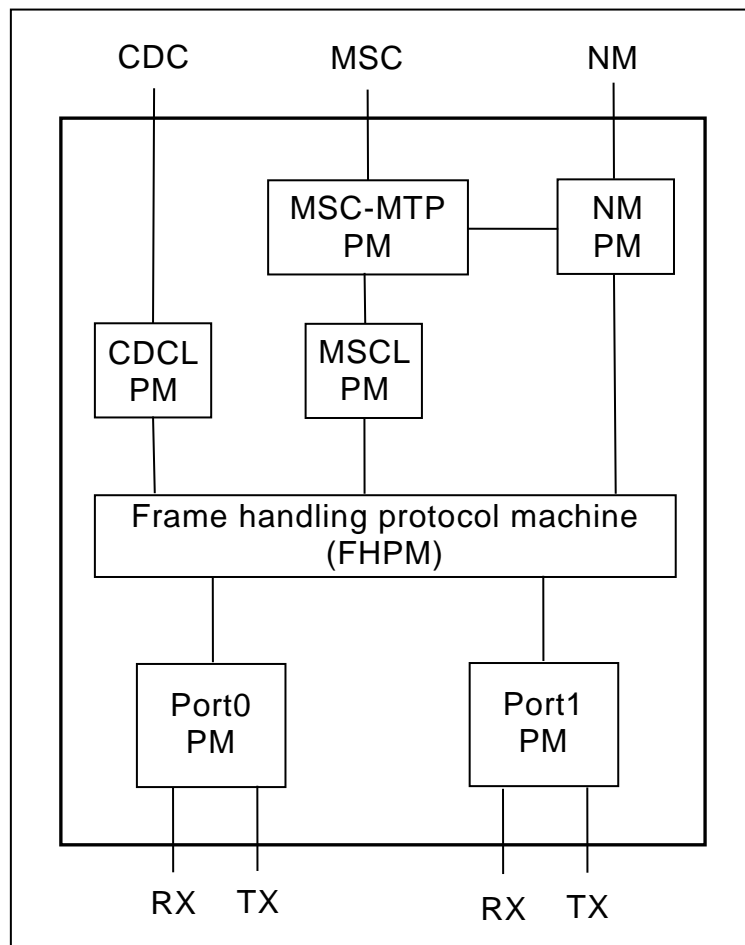 CDC MSC NM
MSC-MTP
PM
NM
PM
CDCL
PM
MSCL
PM
Frame handling protocol machine
(FHPM)
Port0
PM
Port1
PM
RX TX RX TX